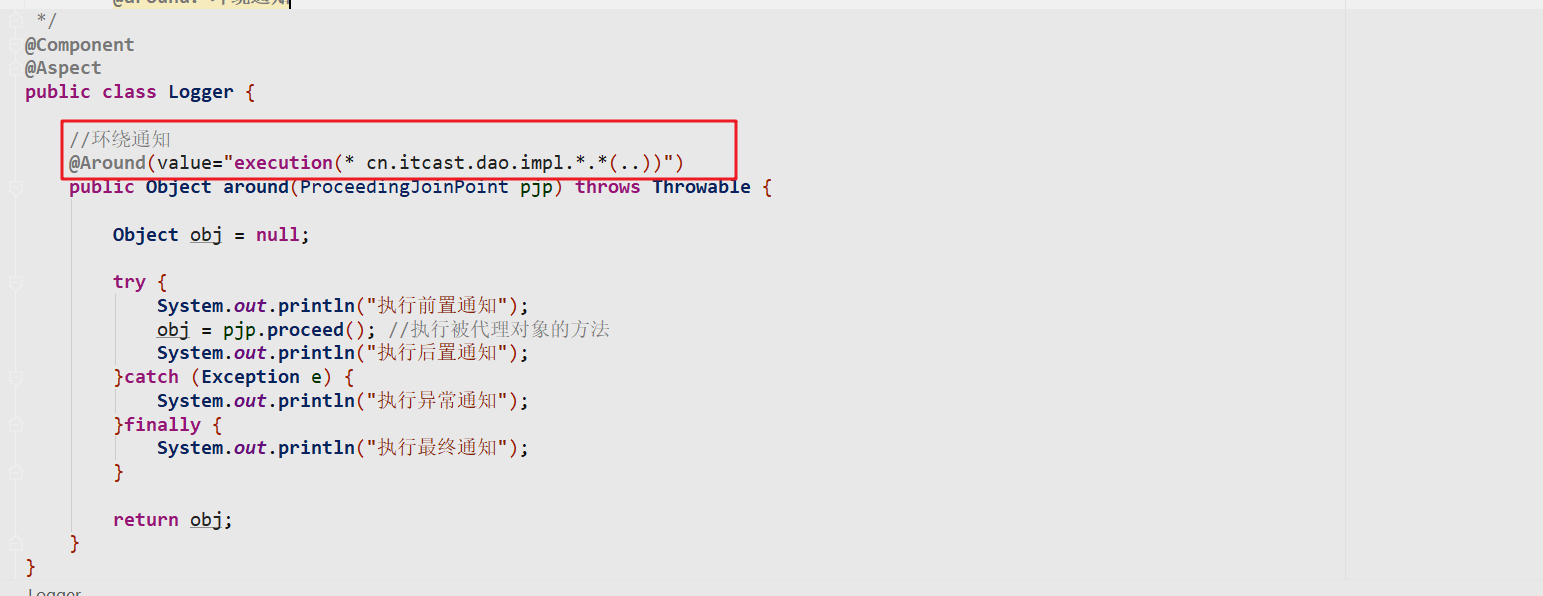 */
@Component
@Aspect
public class Logger {
//环绕通知
@Around(value="execution(* cn.itcast.dao.impl.*.*(..))")
public Object around(ProceedingJoinPoint pjp) throws Throwable {
Object obj = null;
try {
System.out.println("执行前置通知");
obj = pjp.proceed(); //执行被代理对象的方法
System.out.println("执行后置通知");
}catch (Exception e) {
System.out.println("执行异常通知");
}finally {
System.out.println("执行最终通知");
}
return obj;
}
}
Logger